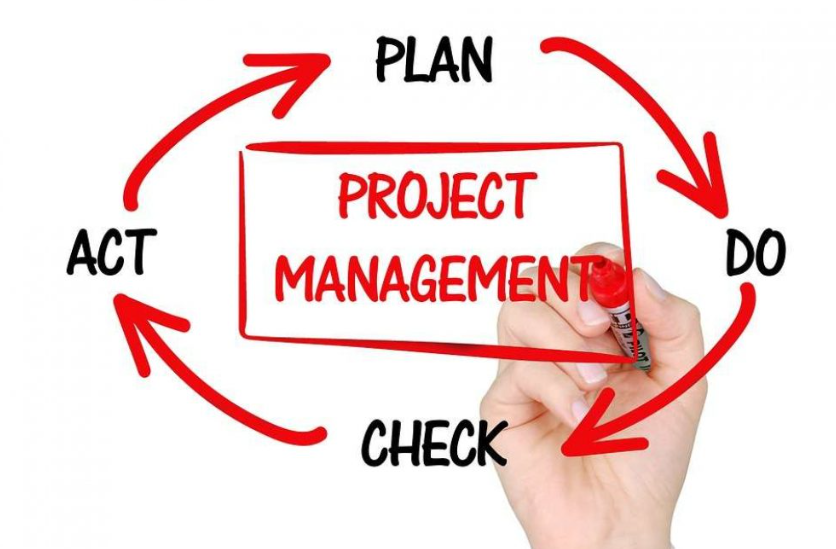 PLAN
PROJECT
MANAGEMENT
ACT
DO
CHECK